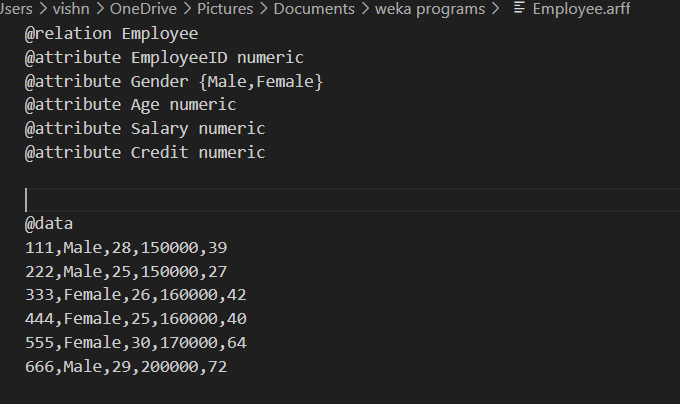 Users > vishn > OneDrive > Pictures > Documents > weka programs > Employee.arff
@relation Employee
@attribute EmployeeID numeric
@attribute Gender {Male,Female}
@attribute Age numeric
@attribute Salary numeric
@attribute Credit numeric
@data
111,Male,28,150000,39
222,Male,25,150000,27
333,Female,26,160000,42
444,Female,25,160000,40
555,Female,30,170000,64
666,Male,29,200000,72